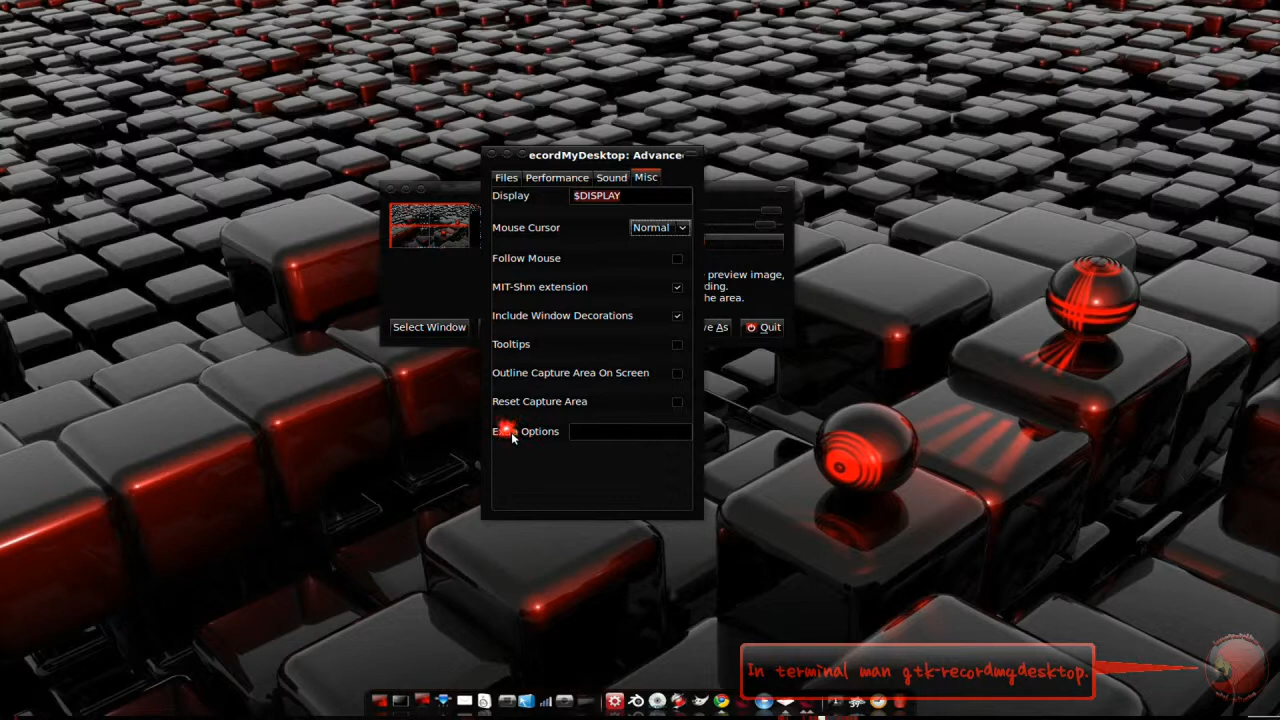 ecordMyDesktop: Advance
Files Performance Sound Misc
Display $DISPLAY
Mouse Cursor Normal
Follow Mouse
MIT-Shm extension
Include Window Decorations
Tooltips
Outline Capture Area On Screen
Reset Capture Area
Options
preview image,
ding.
he area.
Select Window
ve As
Quit
In terminal man gtk-recordmydesktop.